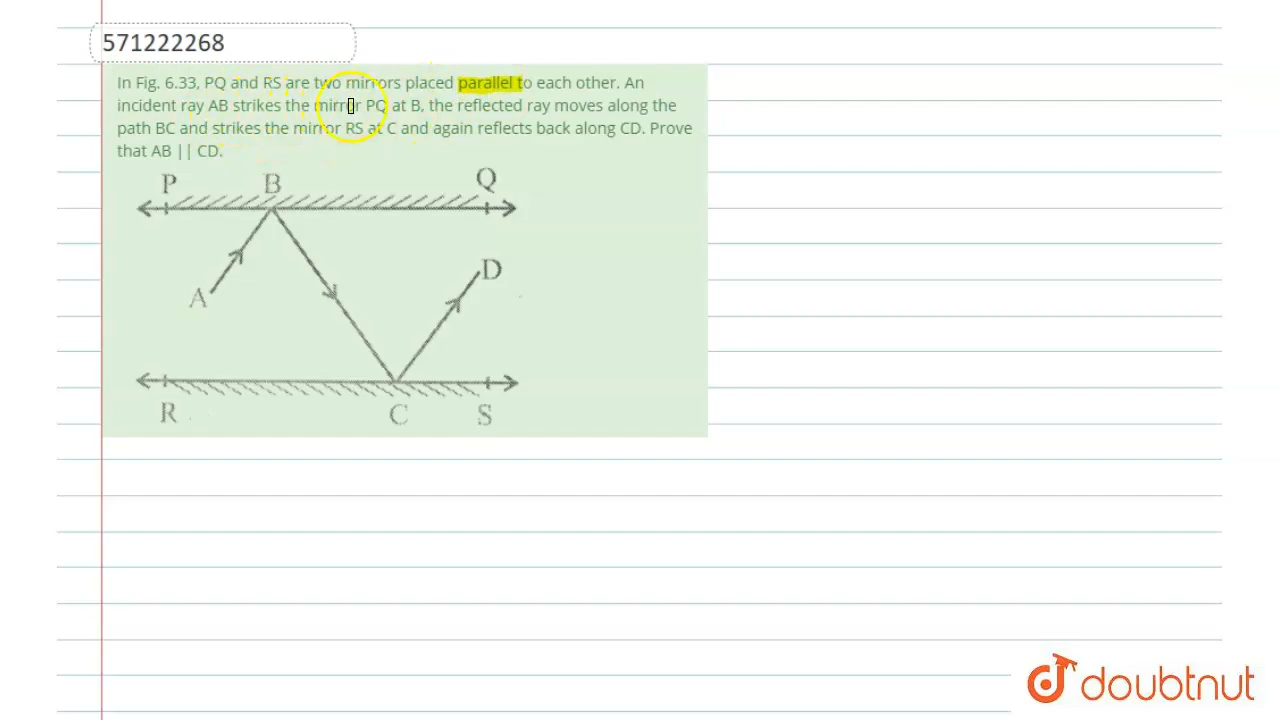 571222268
In Fig. 6.33, PQ and RS are two mirrors placed parallel to each other. An
incident ray AB strikes the mirror PQ at B, the reflected ray moves along the
path BC and strikes the mirror RS at C and again reflects back along CD. Prove
that AB || CD.
P B Q
D
A
R C S
doubtnut